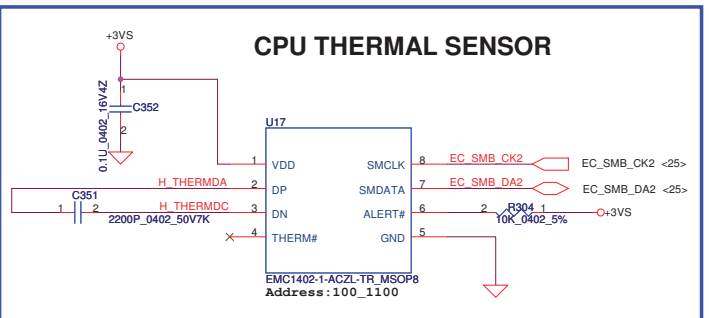 +3VS
CPU THERMAL SENSOR
1
C352
2
0.1U_0402_16V4Z
U17
1 VDD SMCLK 8 EC_SMB_CK2 EC_SMB_CK2 <25>
H_THERMDA 2 DP SMDATA 7 EC_SMB_DA2 EC_SMB_DA2 <25>
C351
1 2 H_THERMDC 3 DN ALERT# 6 2 R304 1 +3VS
2200P_0402_50V7K
10K_0402_5%
4 THERM# GND 5
EMC1402-1-ACZL-TR_MSOP8
Address:100_1100